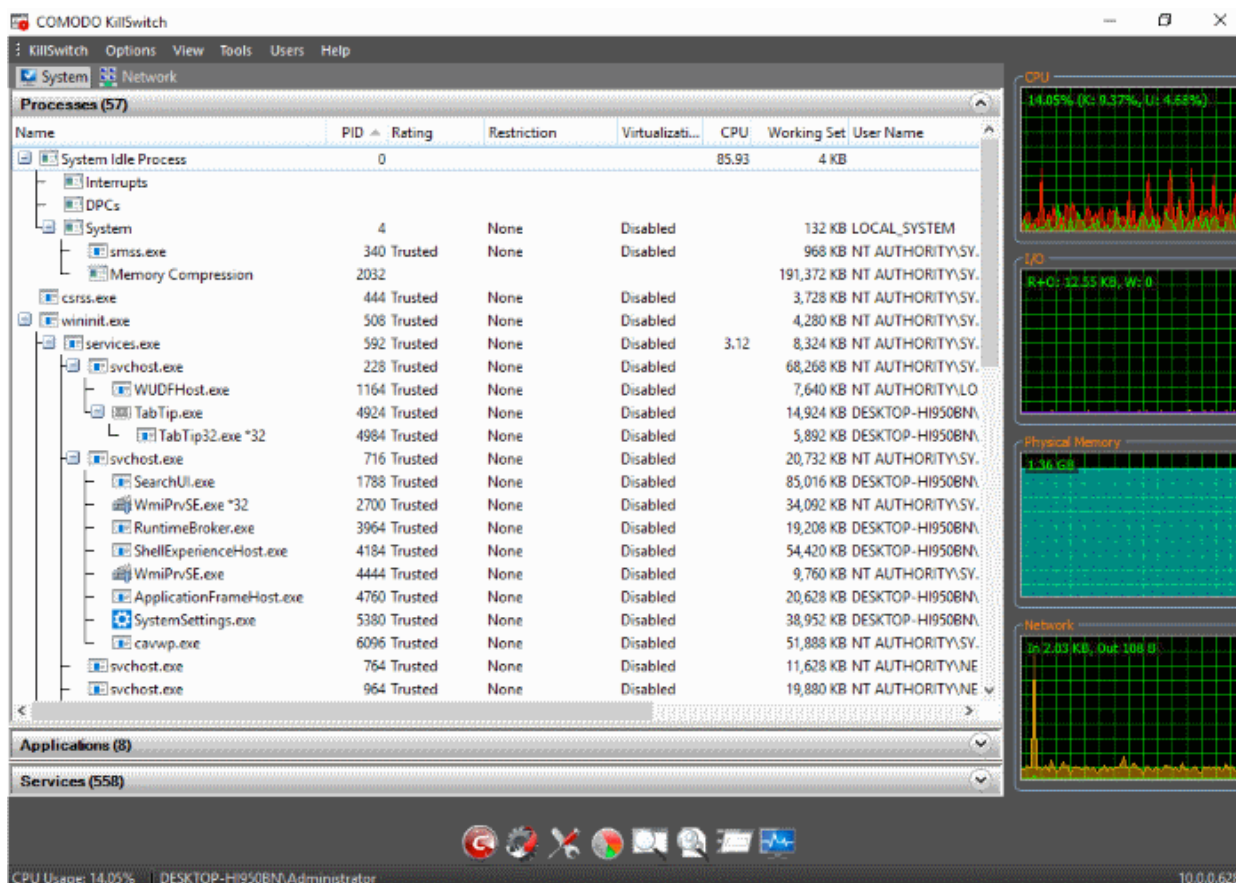 COMODO KillSwitch
KillSwitch Options View Tools Users Help
System Network
Processes (57)
Name PID Rating Restriction Virtualizati... CPU Working Set User Name
System Idle Process 0 85.93 4 KB
Interrupts
DPCs
System 4 None Disabled 132 KB LOCAL_SYSTEM
smss.exe 340 Trusted None Disabled 968 KB NT AUTHORITY\SY.
Memory Compression 2032 191,372 KB NT AUTHORITY\SY.
csrss.exe 444 Trusted None Disabled 3,728 KB NT AUTHORITY\SY.
wininit.exe 508 Trusted None Disabled 4,280 KB NT AUTHORITY\SY.
services.exe 592 Trusted None Disabled 3.12 8,324 KB NT AUTHORITY\SY.
svchost.exe 228 Trusted None Disabled 68,268 KB NT AUTHORITY\SY.
WUDFHost.exe 1164 Trusted None Disabled 7,640 KB NT AUTHORITY\LO
TabTip.exe 4924 Trusted None Disabled 14,924 KB DESKTOP-HI950BN\
TabTip32.exe *32 4984 Trusted None Disabled 5,892 KB DESKTOP-HI950BN\
svchost.exe 716 Trusted None Disabled 20,732 KB NT AUTHORITY\SY.
SearchUI.exe 1788 Trusted None Disabled 85,016 KB DESKTOP-HI950BN\
WmiPrvSE.exe *32 2700 Trusted None Disabled 34,092 KB NT AUTHORITY\SY.
RuntimeBroker.exe 3964 Trusted None Disabled 19,208 KB DESKTOP-HI950BN\
ShellExperienceHost.exe 4184 Trusted None Disabled 54,420 KB DESKTOP-HI950BN\
WmiPrvSE.exe 4444 Trusted None Disabled 9,760 KB NT AUTHORITY\SY.
ApplicationFrameHost.exe 4760 Trusted None Disabled 20,628 KB DESKTOP-HI950BN\
SystemSettings.exe 5380 Trusted None Disabled 38,952 KB DESKTOP-HI950BN\
cavwp.exe 6096 Trusted None Disabled 51,888 KB NT AUTHORITY\SY.
svchost.exe 764 Trusted None Disabled 11,628 KB NT AUTHORITY\NE
svchost.exe 964 Trusted None Disabled 19,880 KB NT AUTHORITY\NE
Applications (8)
Services (558)
CPU
14.05% (K: 9.37%, U: 4.68%)
I/O
R+O: 12.55 KB, W: 0
Physical Memory
1.36 GB
Network
In 2.03 KB, Out 108 B
CPU Usage: 14.05% DESKTOP-HI950BN\Administrator 10.0.0.628